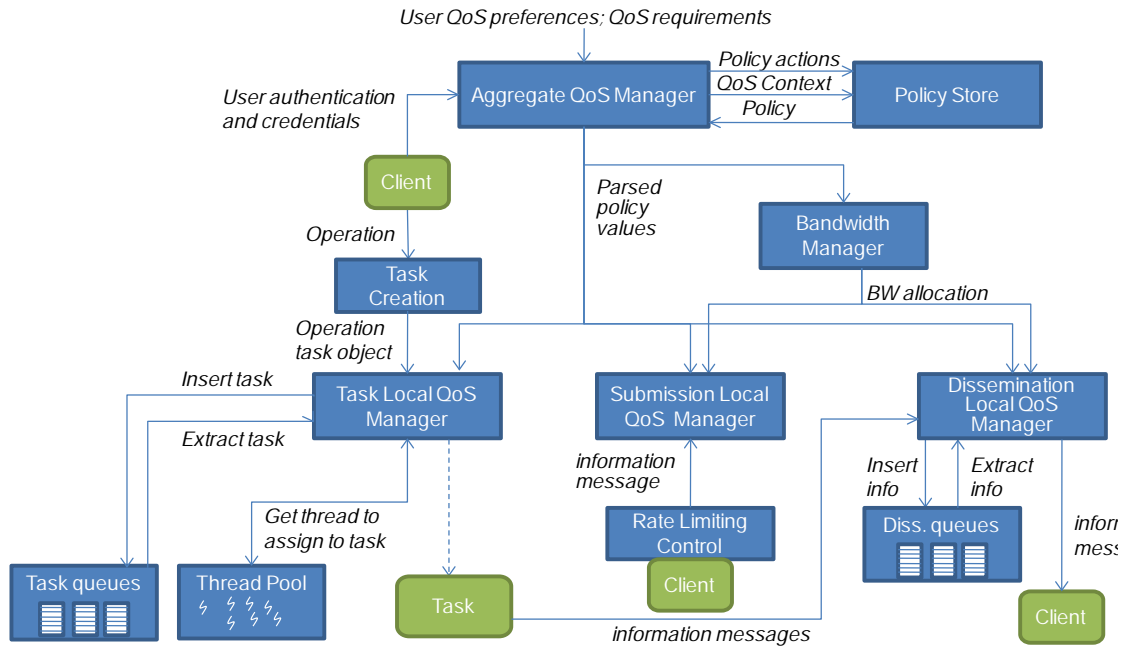 User QoS preferences; QoS requirements
Policy actions
Aggregate QoS Manager
QoS Context
Policy Store
Policy
User authentication
and credentials
Client
Parsed
policy
values
Bandwidth
Manager
Operation
Task
Creation
BW allocation
Operation
task object
Insert task
Task Local QoS
Manager
Submission Local
QoS Manager
Dissemination
Local QoS
Manager
Extract task
information
message
Insert
info
Extract
info
Get thread to
assign to task
Rate Limiting
Control
Diss. queues
Task queues
Thread Pool
Task
Client
Client
information messages